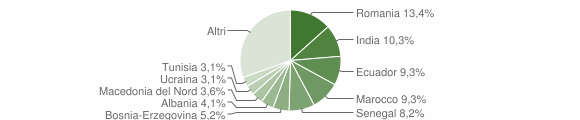 Altri
Romania 13,4%
India 10,3%
Ecuador 9,3%
Marocco 9,3%
Senegal 8,2%
Tunisia 3,1%
Ucraina 3,1%
Macedonia del Nord 3,6%
Albania 4,1%
Bosnia-Erzegovina 5,2%